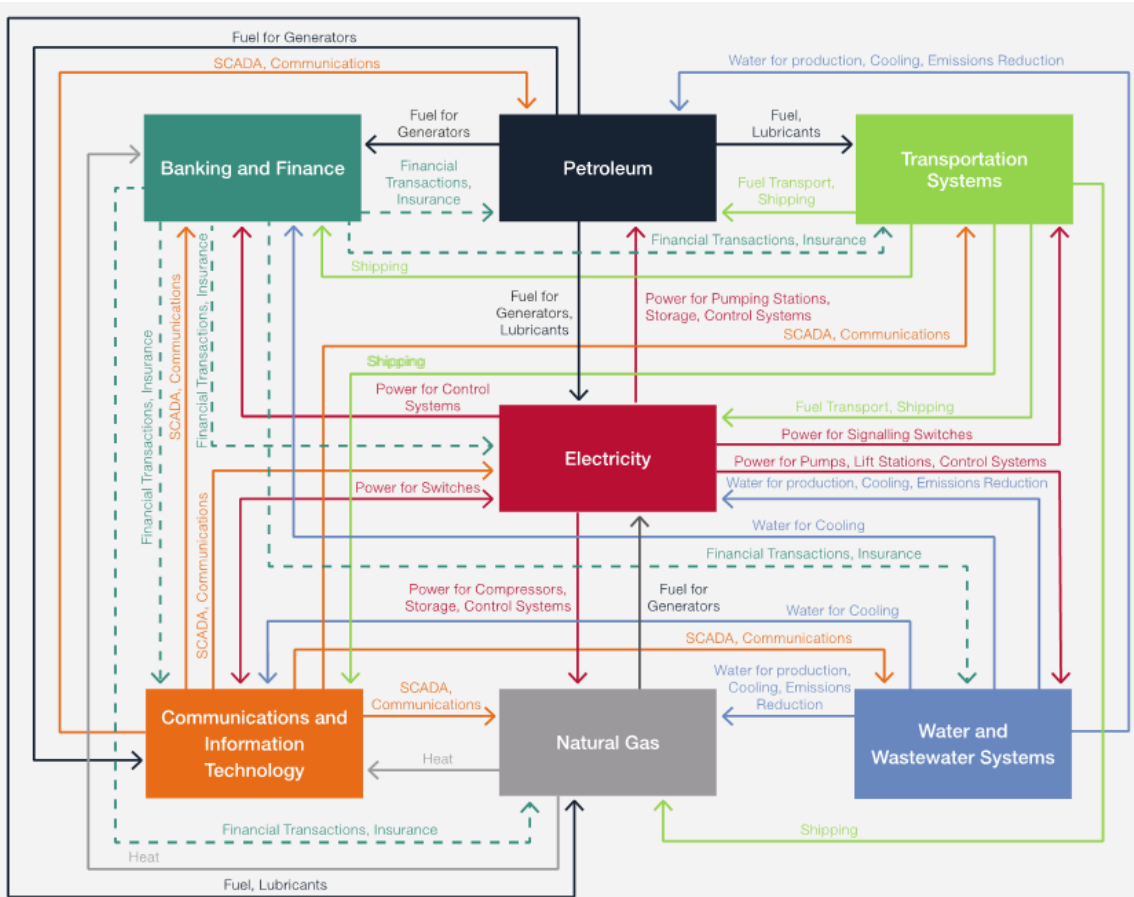 Fuel for Generators
SCADA, Communications
Water for production, Cooling, Emissions Reduction
Fuel for
Generators
Fuel,
Lubricants
Banking and Finance
Petroleum
Transportation
Systems
Financial
Transactions,
Insurance
Fuel Transport,
Shipping
Financial Transactions, Insurance
Shipping
Fuel for
Generators,
Lubricants
Power for Pumping Stations,
Storage, Control Systems
SCADA, Communications
Financial Transactions, Insurance
SCADA, Communications
Financial Transactions, Insurance
Shipping
Power for Control
Systems
Fuel Transport, Shipping
Power for Signalling Switches
Electricity
Power for Pumps, Lift Stations, Control Systems
Power for Switches
Water for production, Cooling, Emissions Reduction
SCADA, Communications
Water for Cooling
Financial Transactions, Insurance
Power for Compressors,
Storage, Control Systems
Fuel for
Generators
Water for Cooling
SCADA, Communications
SCADA,
Communications
Water for production,
Cooling, Emissions
Reduction
Communications and
Information
Technology
Natural Gas
Water and
Wastewater Systems
Heat
Financial Transactions, Insurance
Shipping
Heat
Fuel, Lubricants